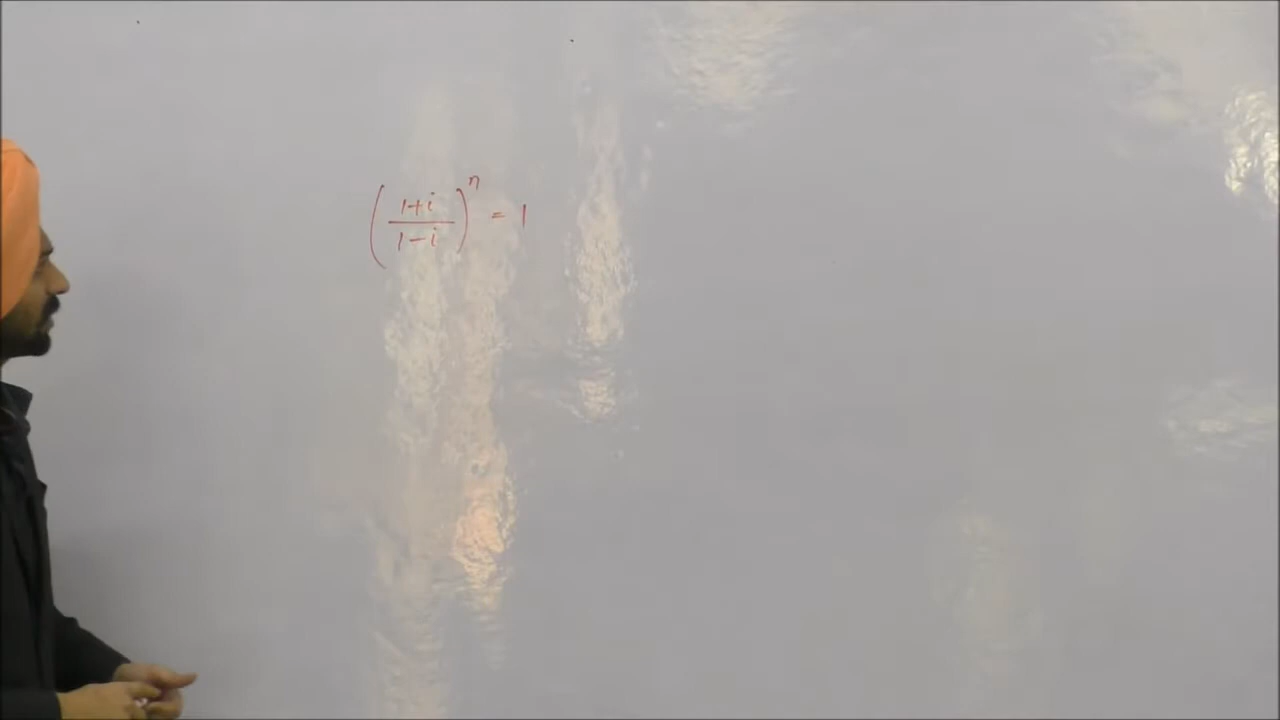 ((1+i)/(1-i))^n = 1